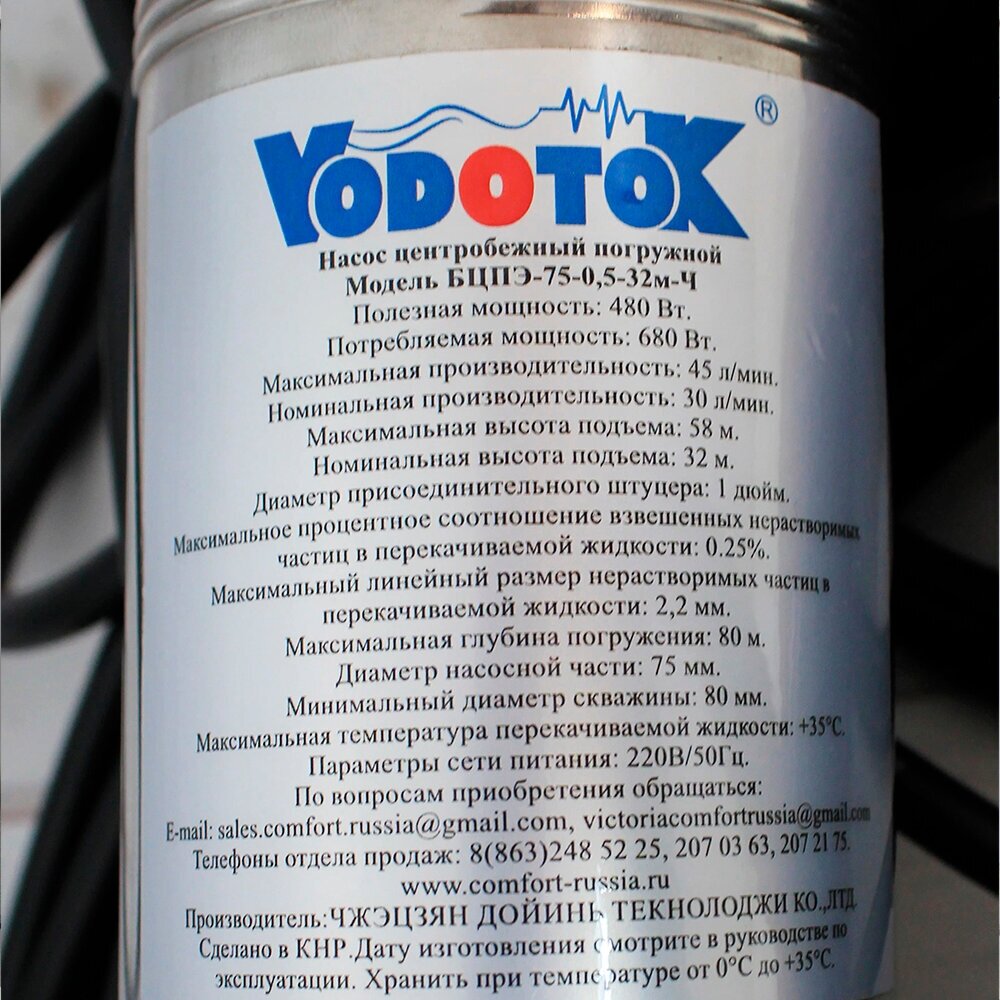 VODOTOK ®
Насос центробежный погружной
Модель БЦПЭ-75-0,5-32м-Ч
Полезная мощность: 480 Вт.
Потребляемая мощность: 680 Вт.
Максимальная производительность: 45 л/мин.
Номинальная производительность: 30 л/мин.
Максимальная высота подъема: 58 м.
Номинальная высота подъема: 32 м.
Диаметр присоединительного штуцера: 1 дюйм.
Максимальное процентное соотношение взвешенных нерастворимых
частиц в перекачиваемой жидкости: 0.25%.
Максимальный линейный размер нерастворимых частиц в
перекачиваемой жидкости: 2,2 мм.
Максимальная глубина погружения: 80 м.
Диаметр насосной части: 75 мм.
Минимальный диаметр скважины: 80 мм.
Максимальная температура перекачиваемой жидкости: +35°C.
Параметры сети питания: 220В/50Гц.
По вопросам приобретения обращаться:
E-mail: sales.comfort.russia@gmail.com, victoriacomfortrussia@gmail.com
Телефоны отдела продаж: 8(863)248 52 25, 207 03 63, 207 21 75.
www.comfort-russia.ru
Производитель: ЧЖЭЦЗЯН ДОЙИНЬ ТЕКНОЛОДЖИ КО.,ЛТД.
Сделано в КНР. Дату изготовления смотрите в руководстве по
эксплуатации. Хранить при температуре от 0°C до +35°C.